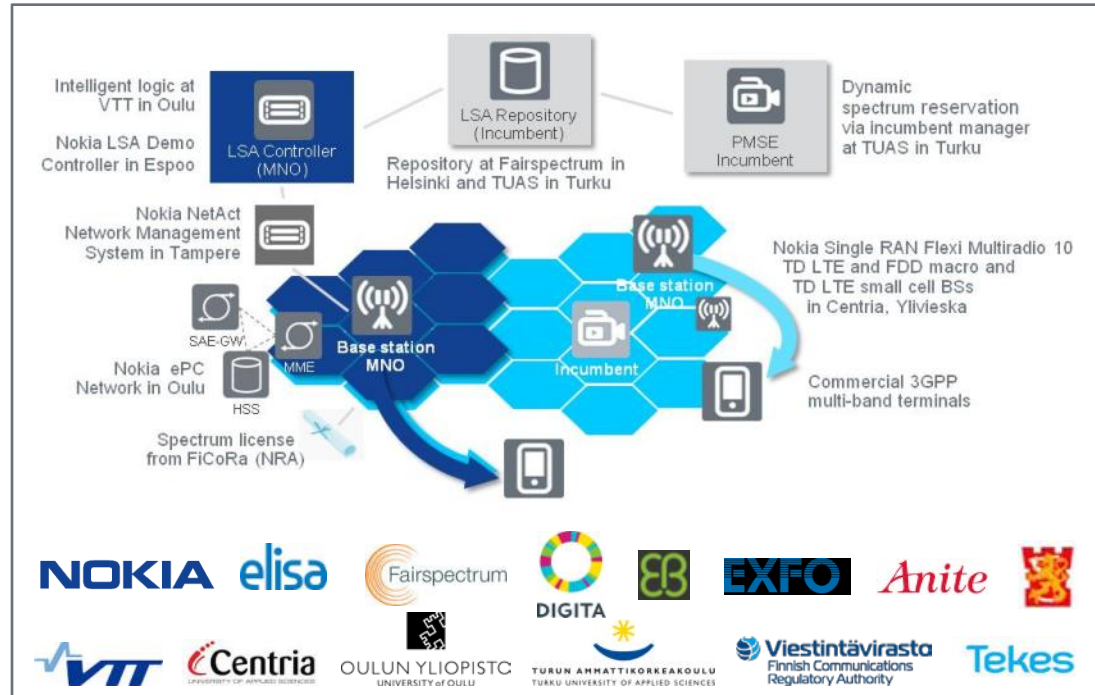 Intelligent logic at
VTT in Oulu
Nokia LSA Demo
Controller in Espoo
LSA Controller
(MNO)
LSA Repository
(Incumbent)
Repository at Fairspectrum in
Helsinki and TUAS in Turku
PMSE
Incumbent
Dynamic
spectrum reservation
via incumbent manager
at TUAS in Turku
Nokia NetAct
Network Management
System in Tampere
SAE-GW
MME
HSS
Nokia ePC
Network in Oulu
Base station
MNO
Spectrum license
from FiCoRa (NRA)
Base station
MNO
Incumbent
Nokia Single RAN Flexi Multiradio 10
TD LTE and FDD macro and
TD LTE small cell BSs
in Centria, Ylivieska
Commercial 3GPP
multi-band terminals
NOKIA
elisa
Fairspectrum
DIGITA
EB
EXFO
Anite
VTT
Centria
UNIVERSITY OF APPLIED SCIENCES
OULUN YLIOPISTO
UNIVERSITY of OULU
TURUN AMMATTIKORKEAKOULU
TURKU UNIVERSITY OF APPLIED SCIENCES
Viestintävirasto
Finnish Communications
Regulatory Authority
Tekes